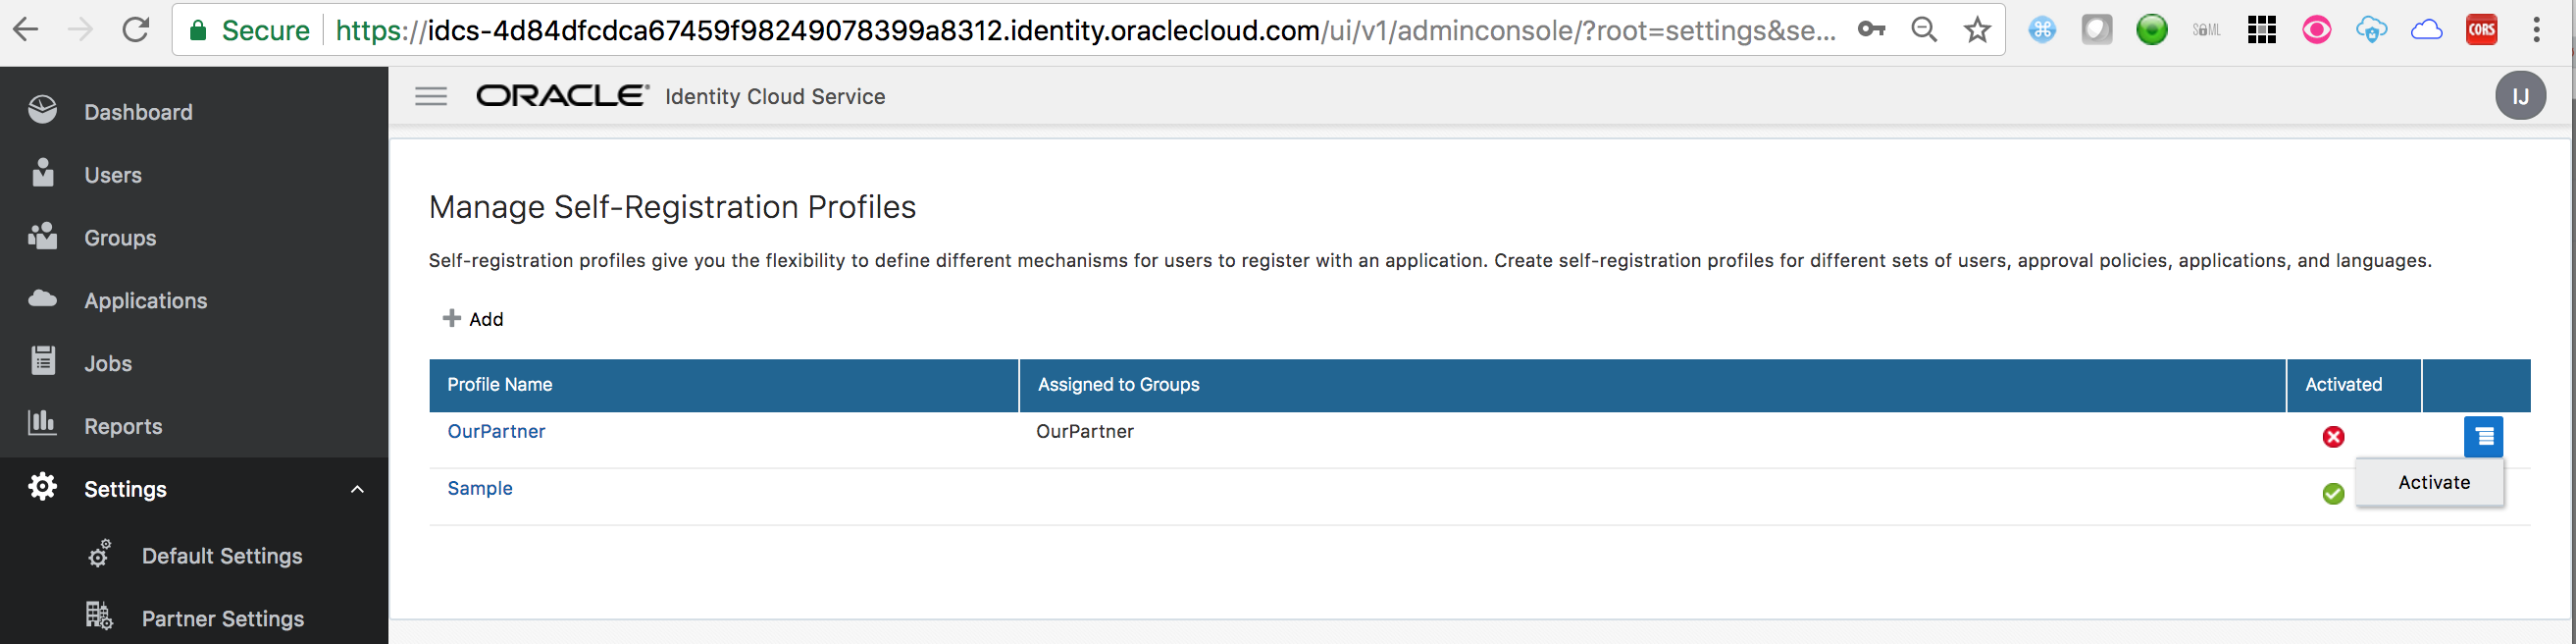 Secure https://idcs-4d84dfcdca67459f98249078399a8312.identity.oraclecloud.com/ui/v1/adminconsole/?root=settings&se...
SAML
CORS
Dashboard
Users
Groups
Applications
Jobs
Reports
Settings
Default Settings
Partner Settings
ORACLE® Identity Cloud Service
IJ
Manage Self-Registration Profiles
Self-registration profiles give you the flexibility to define different mechanisms for users to register with an application. Create self-registration profiles for different sets of users, approval policies, applications, and languages.
Add
Profile Name Assigned to Groups Activated
OurPartner OurPartner
Sample
Activate